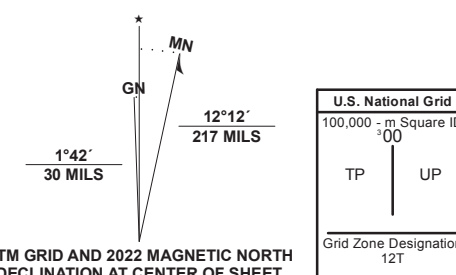 ★
MN
GN
12°12´
217 MILS
1°42´
30 MILS
TM GRID AND 2022 MAGNETIC NORTH
DECLINATION AT CENTER OF SHEET
U.S. National Grid
100,000 - m Square ID
³00
TP
UP
Grid Zone Designation
12T